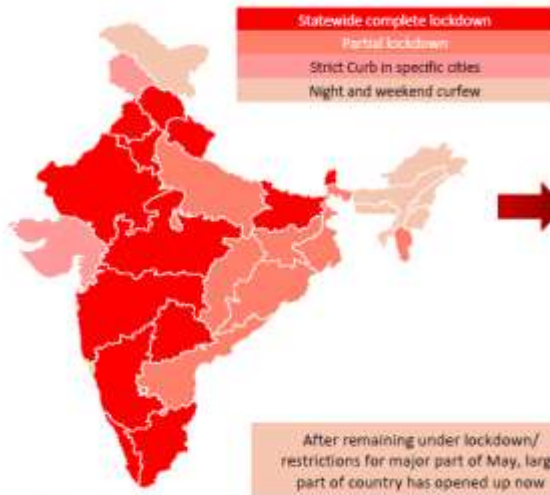 Statewide complete lockdown
Partial lockdown
Strict Curb in specific cities
Night and weekend curfew
After remaining under lockdown/
restrictions for major part of May, larg
part of country has opened up now